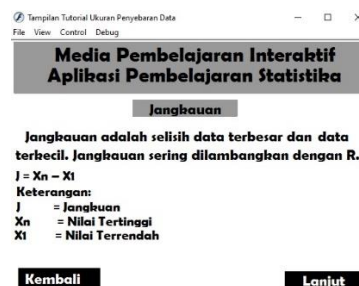 Tampilan Tutorial Ukuran Penyebaran Data
File View Control Debug
Media Pembelajaran Interaktif
Aplikasi Pembelajaran Statistika
Jangkauan
Jangkauan adalah selisih data terbesar dan data
terkecil. Jangkauan sering dilambangkan dengan R.
J = Xn – X1
Keterangan:
J = Jangkuan
Xn = Nilai Tertinggi
X1 = Nilai Terrendah
Kembali Lanjut